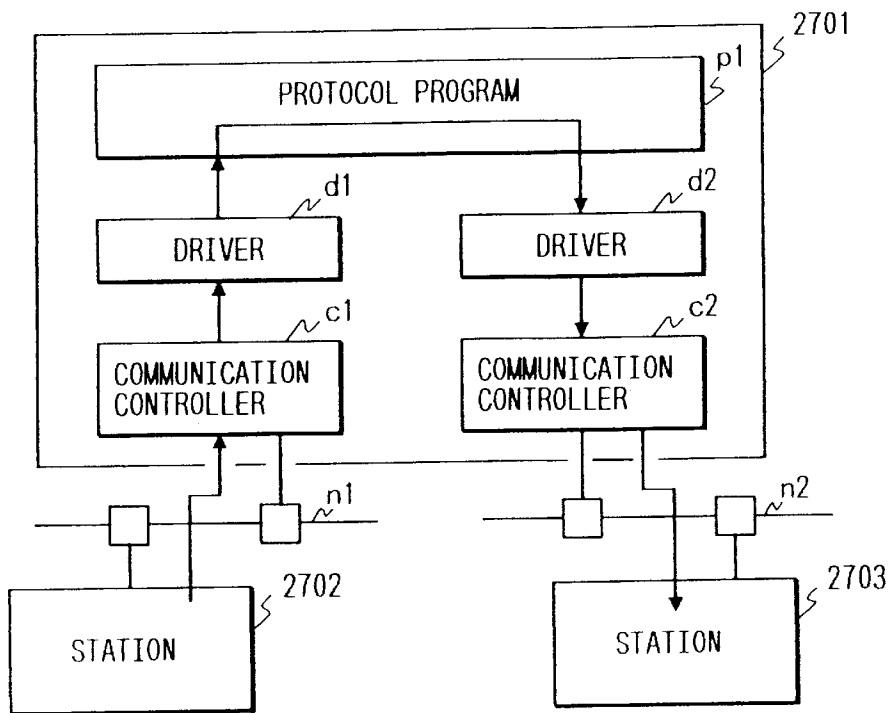 2701
p1
PROTOCOL PROGRAM
d1
d2
DRIVER
DRIVER
c1
c2
COMMUNICATION
CONTROLLER
COMMUNICATION
CONTROLLER
n1
n2
2702
2703
STATION
STATION